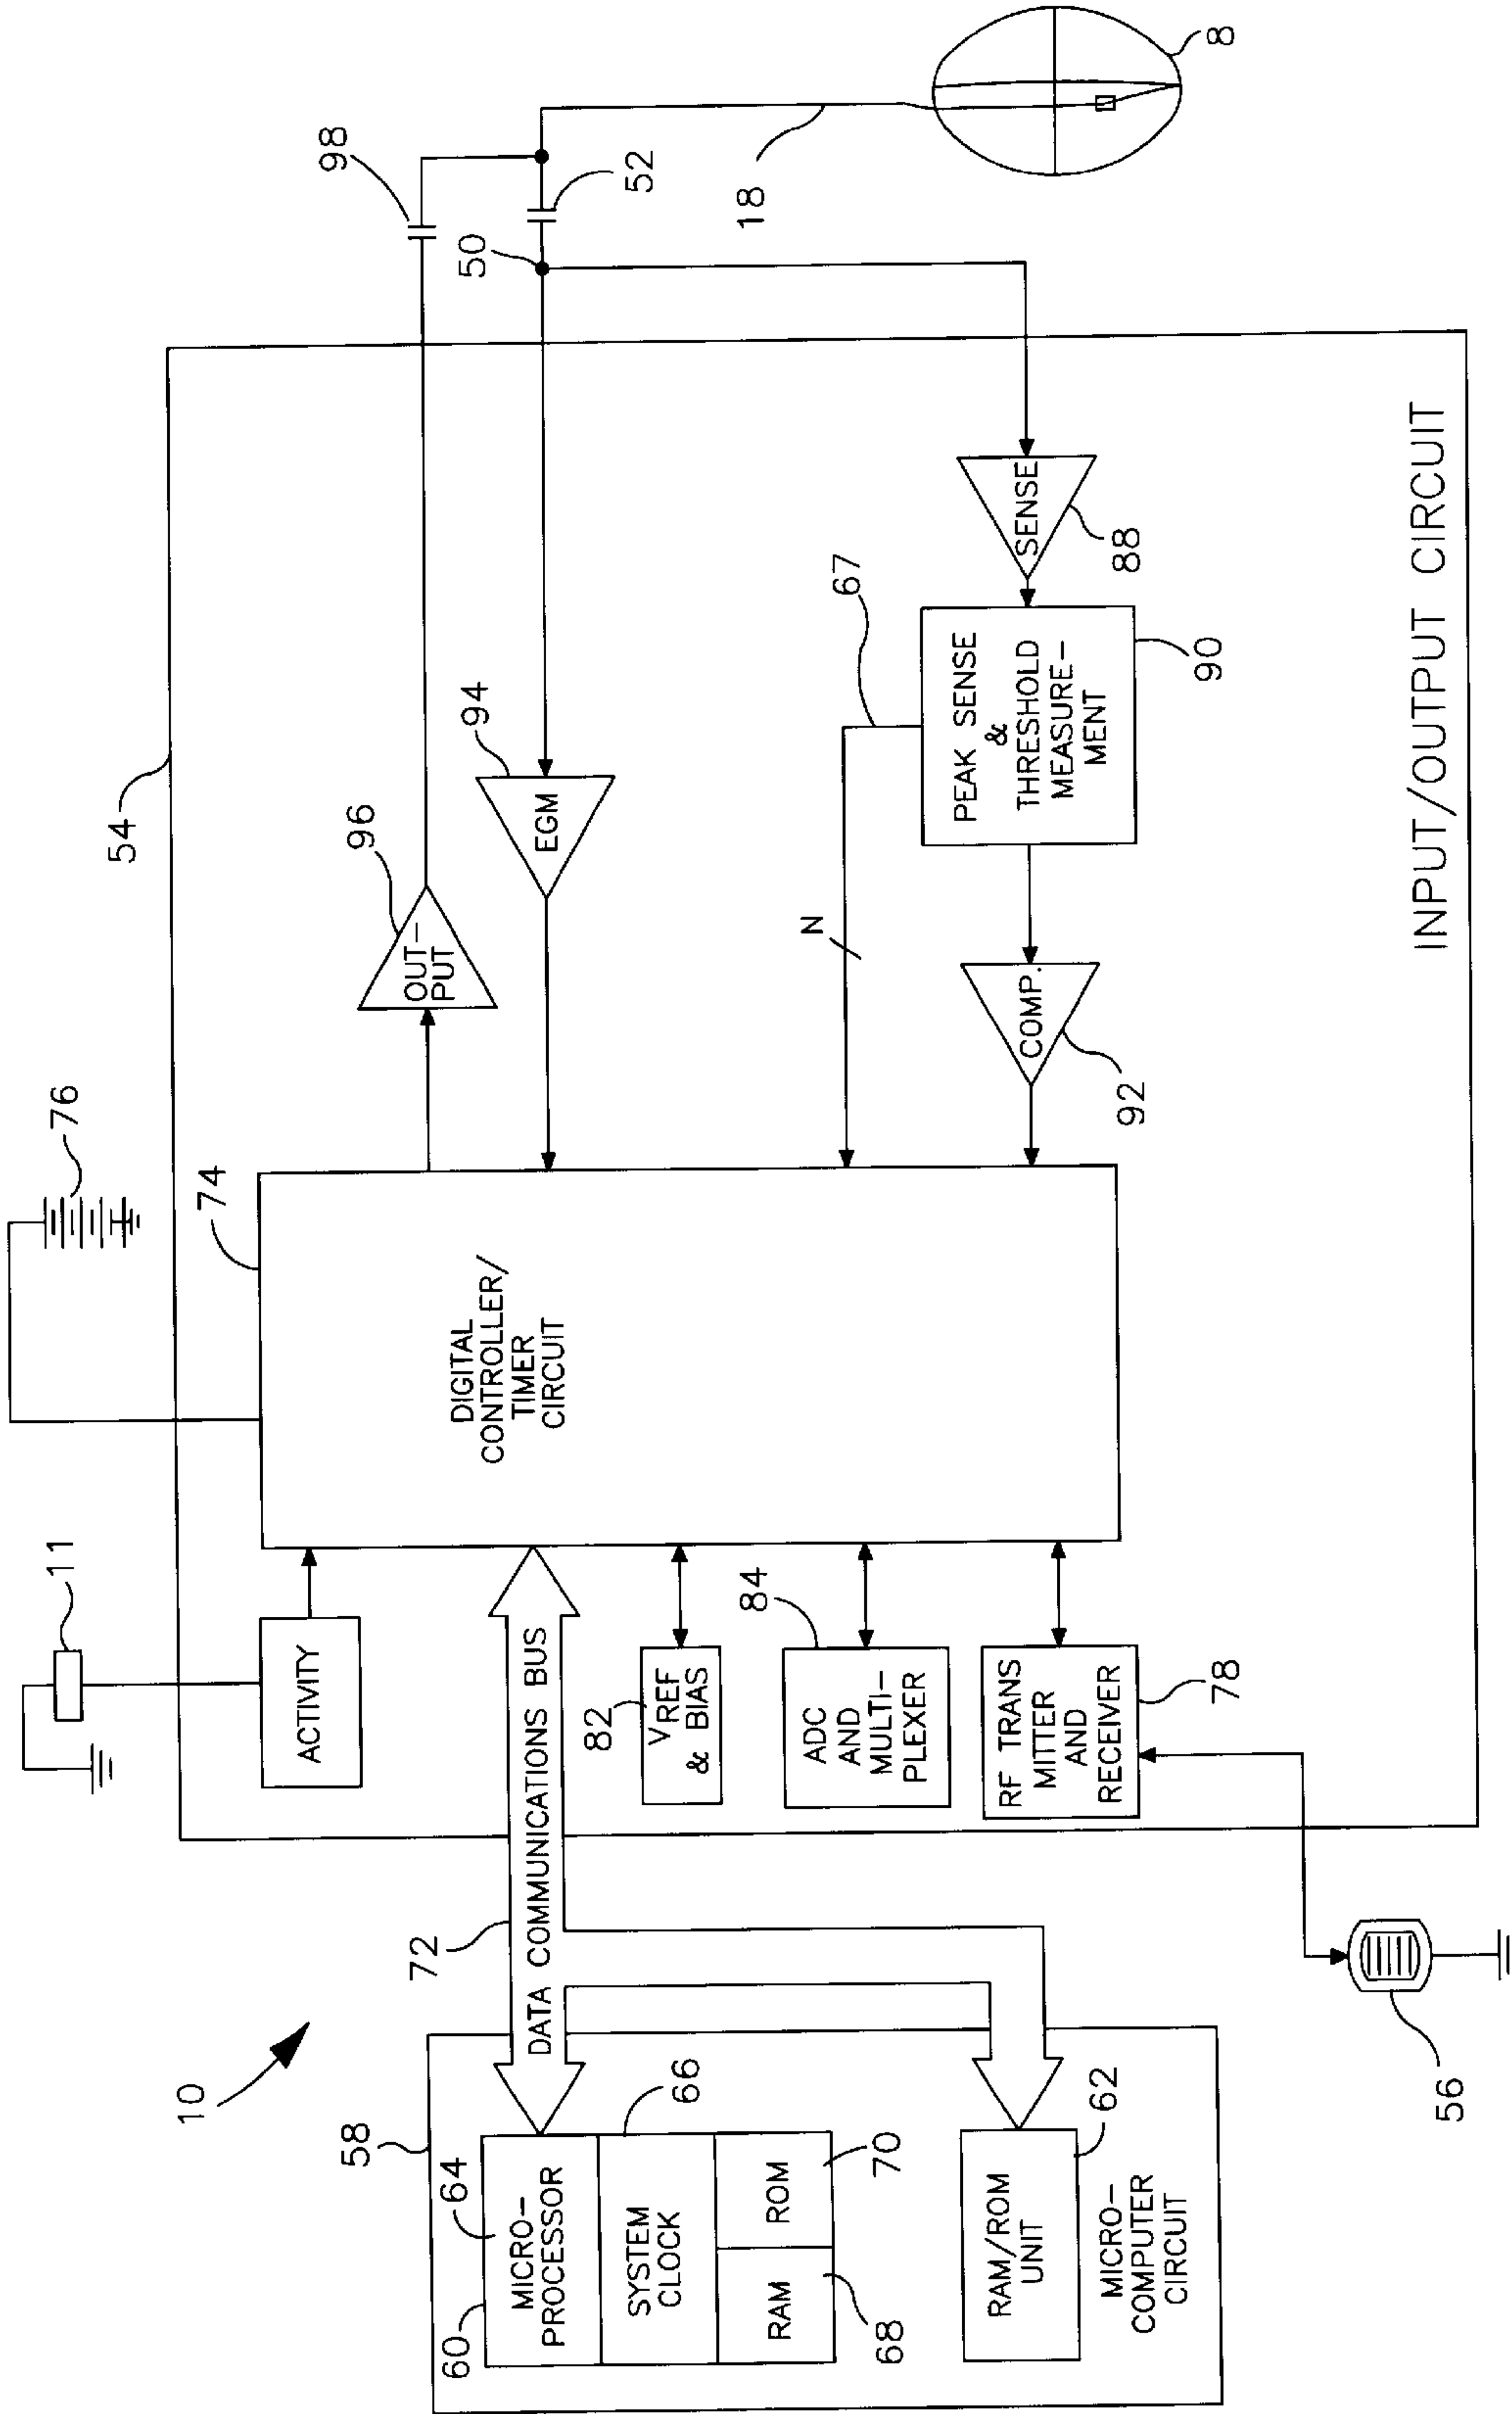 10
58
60
64
MICRO-
PROCESSOR
66
SYSTEM
CLOCK
RAM
ROM
68
70
62
RAM/ROM
UNIT
MICRO-
COMPUTER
CIRCUIT
72
DATA COMMUNICATIONS BUS
56
11
ACTIVITY
82
VREF
& BIAS
84
ADC
AND
MULTI-
PLEXER
RF TRANS
MITTER
AND
RECEIVER
78
76
74
DIGITAL
CONTROLLER/
TIMER
CIRCUIT
54
96
OUT-
PUT
94
EGM
N
67
PEAK SENSE
&
THRESHOLD
MEASURE-
MENT
90
COMP.
92
SENSE
88
INPUT/OUTPUT CIRCUIT
98
50
52
18
8